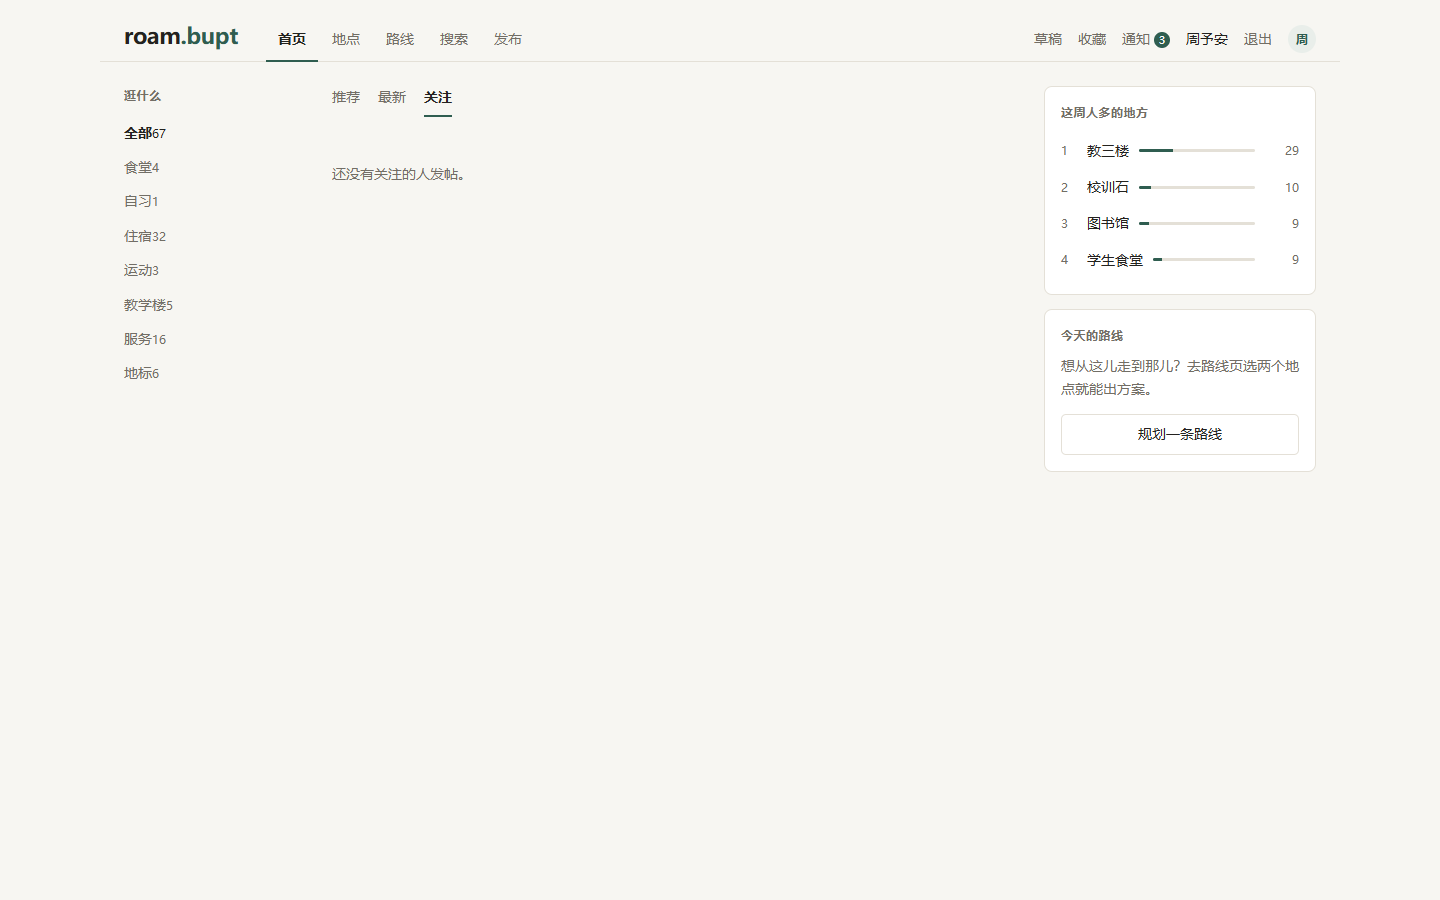 roam.bupt
首页 地点 路线 搜索 发布
草稿 收藏 通知 3 周予安 退出 周
逛什么
全部67
食堂4
自习1
住宿32
运动3
教学楼5
服务16
地标6
推荐 最新 关注
还没有关注的人发帖。
这周人多的地方
1 教三楼 29
2 校训石 10
3 图书馆 9
4 学生食堂 9
今天的路线
想从这儿走到那儿？去路线页选两个地
点就能出方案。
规划一条路线